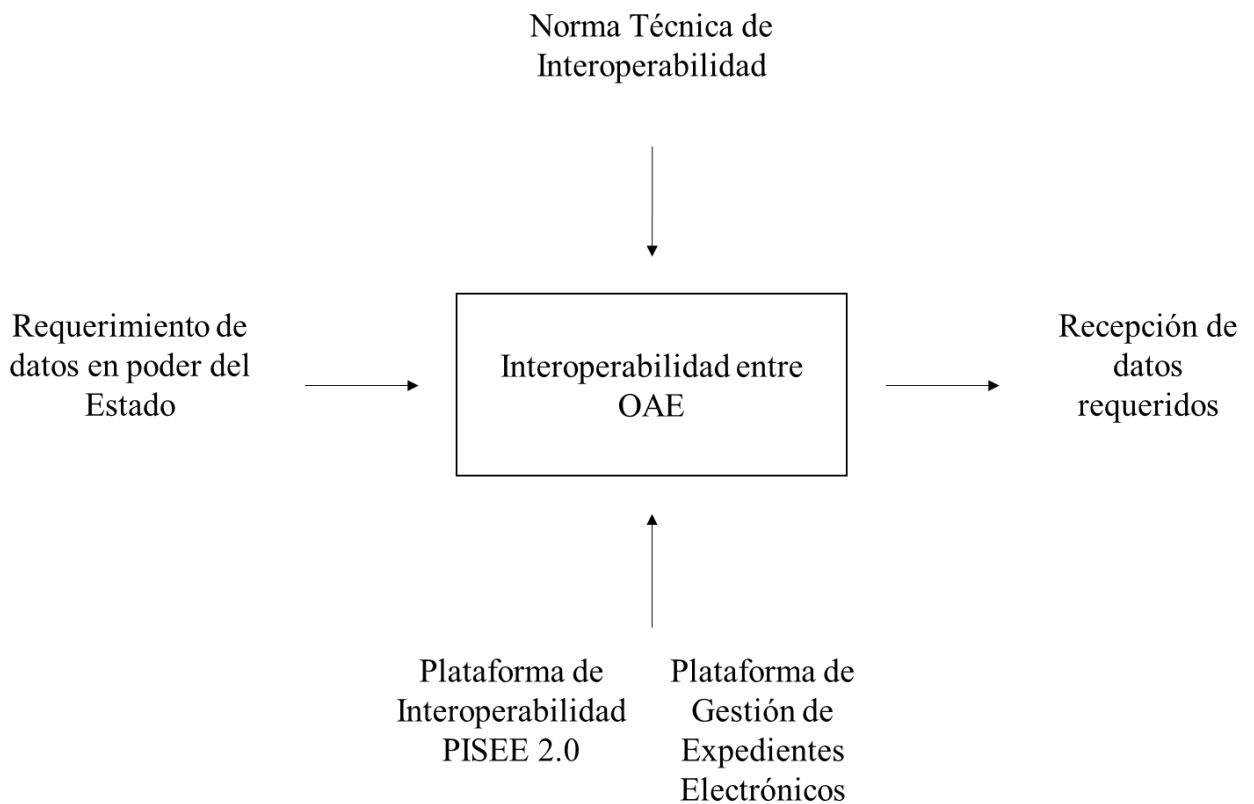 Norma Técnica de
Interoperabilidad
Requerimiento de
datos en poder del
Estado
Interoperabilidad entre
OAE
Recepción de
datos
requeridos
Plataforma de
Interoperabilidad
PISEE 2.0
Plataforma de
Gestión de
Expedientes
Electrónicos